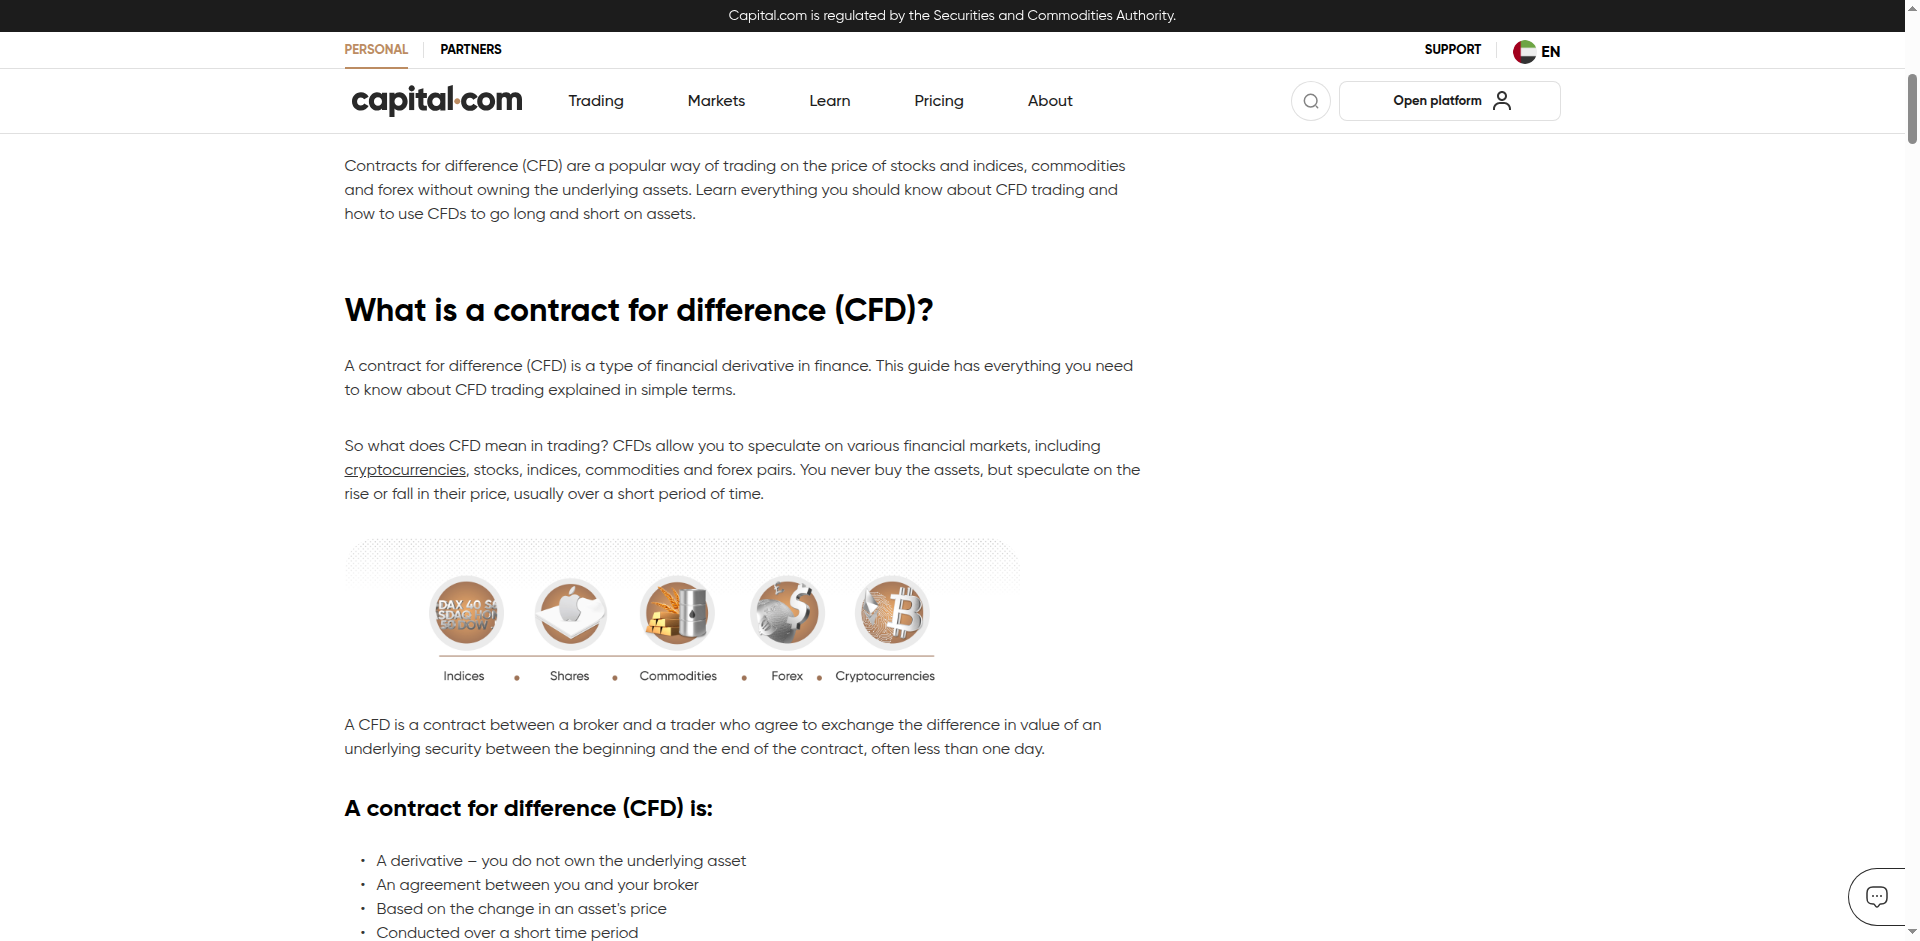 Capital.com is regulated by the Securities and Commodities Authority.
PERSONAL
PARTNERS
SUPPORT
EN
capital.com
Trading
Markets
Learn
Pricing
About
Open platform
Contracts for difference (CFD) are a popular way of trading on the price of stocks and indices, commodities
and forex without owning the underlying assets. Learn everything you should know about CFD trading and
how to use CFDs to go long and short on assets.
What is a contract for difference (CFD)?
A contract for difference (CFD) is a type of financial derivative in finance. This guide has everything you need
to know about CFD trading explained in simple terms.
So what does CFD mean in trading? CFDs allow you to speculate on various financial markets, including
cryptocurrencies, stocks, indices, commodities and forex pairs. You never buy the assets, but speculate on the
rise or fall in their price, usually over a short period of time.
DAX 40
Indices
Shares
Commodities
Forex
Cryptocurrencies
A CFD is a contract between a broker and a trader who agree to exchange the difference in value of an
underlying security between the beginning and the end of the contract, often less than one day.
A contract for difference (CFD) is:
• A derivative – you do not own the underlying asset
• An agreement between you and your broker
• Based on the change in an asset's price
• Conducted over a short time period